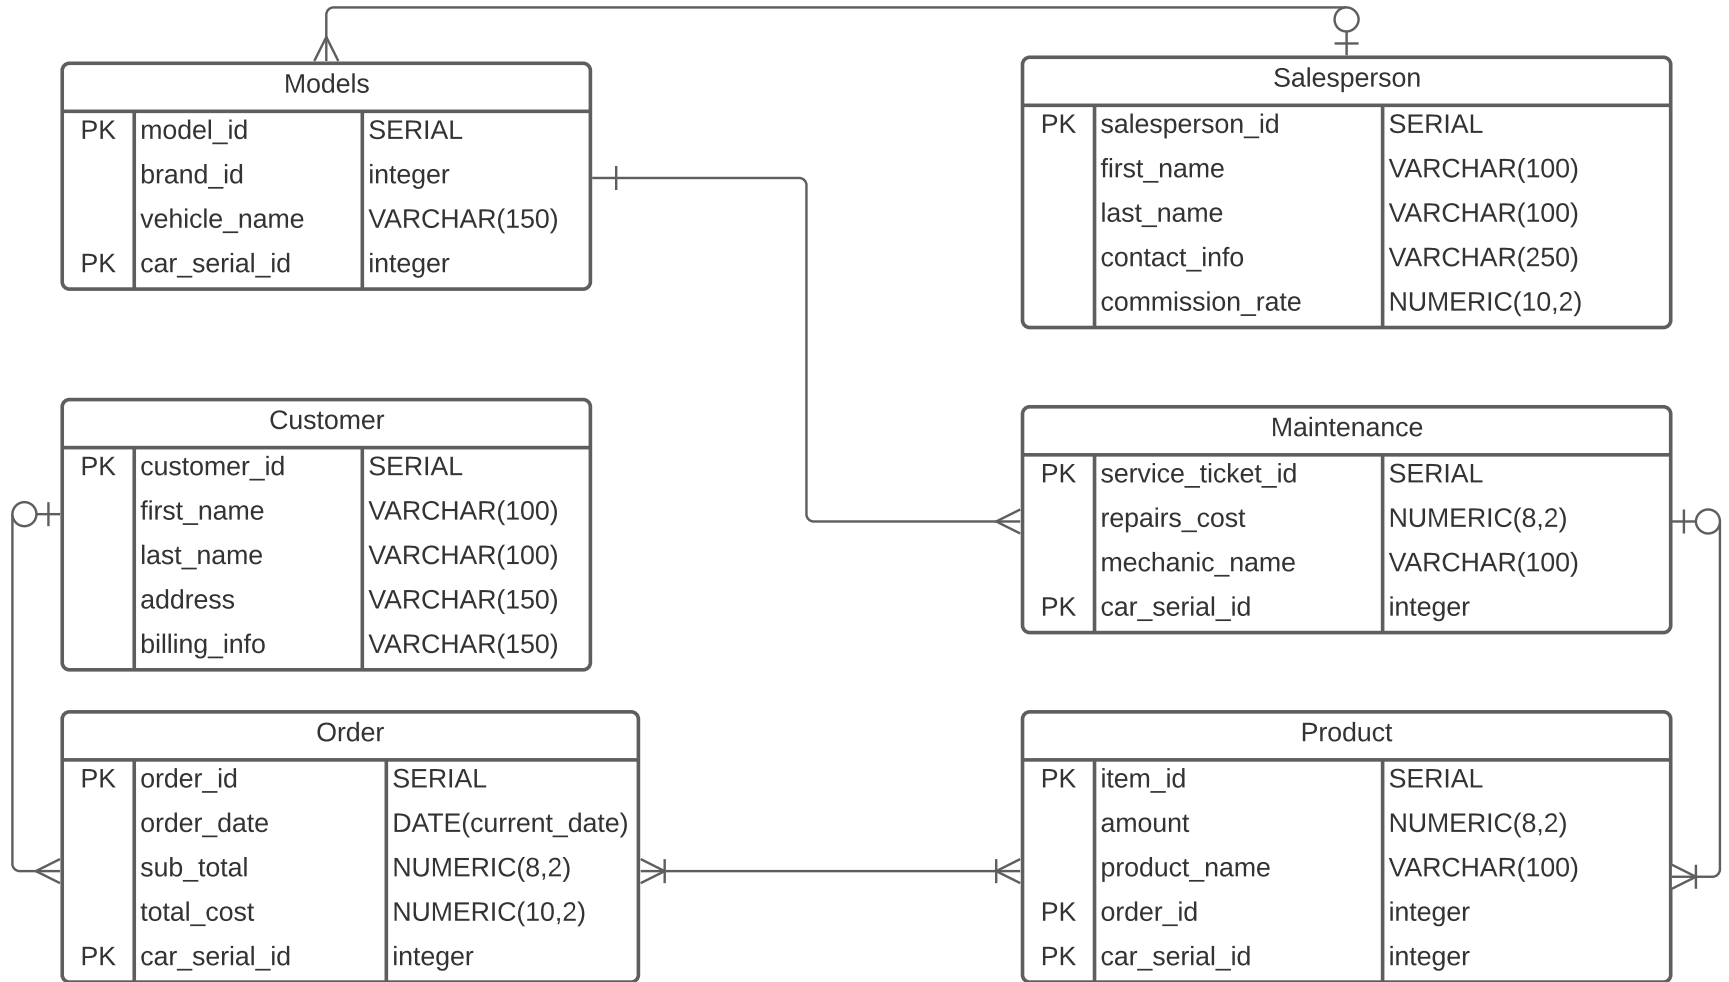 Models
PK model_id SERIAL
brand_id integer
vehicle_name VARCHAR(150)
PK car_serial_id integer
Salesperson
PK salesperson_id SERIAL
first_name VARCHAR(100)
last_name VARCHAR(100)
contact_info VARCHAR(250)
commission_rate NUMERIC(10,2)
Customer
PK customer_id SERIAL
first_name VARCHAR(100)
last_name VARCHAR(100)
address VARCHAR(150)
billing_info VARCHAR(150)
Maintenance
PK service_ticket_id SERIAL
repairs_cost NUMERIC(8,2)
mechanic_name VARCHAR(100)
PK car_serial_id integer
Order
PK order_id SERIAL
order_date DATE(current_date)
sub_total NUMERIC(8,2)
total_cost NUMERIC(10,2)
PK car_serial_id integer
Product
PK item_id SERIAL
amount NUMERIC(8,2)
product_name VARCHAR(100)
PK order_id integer
PK car_serial_id integer